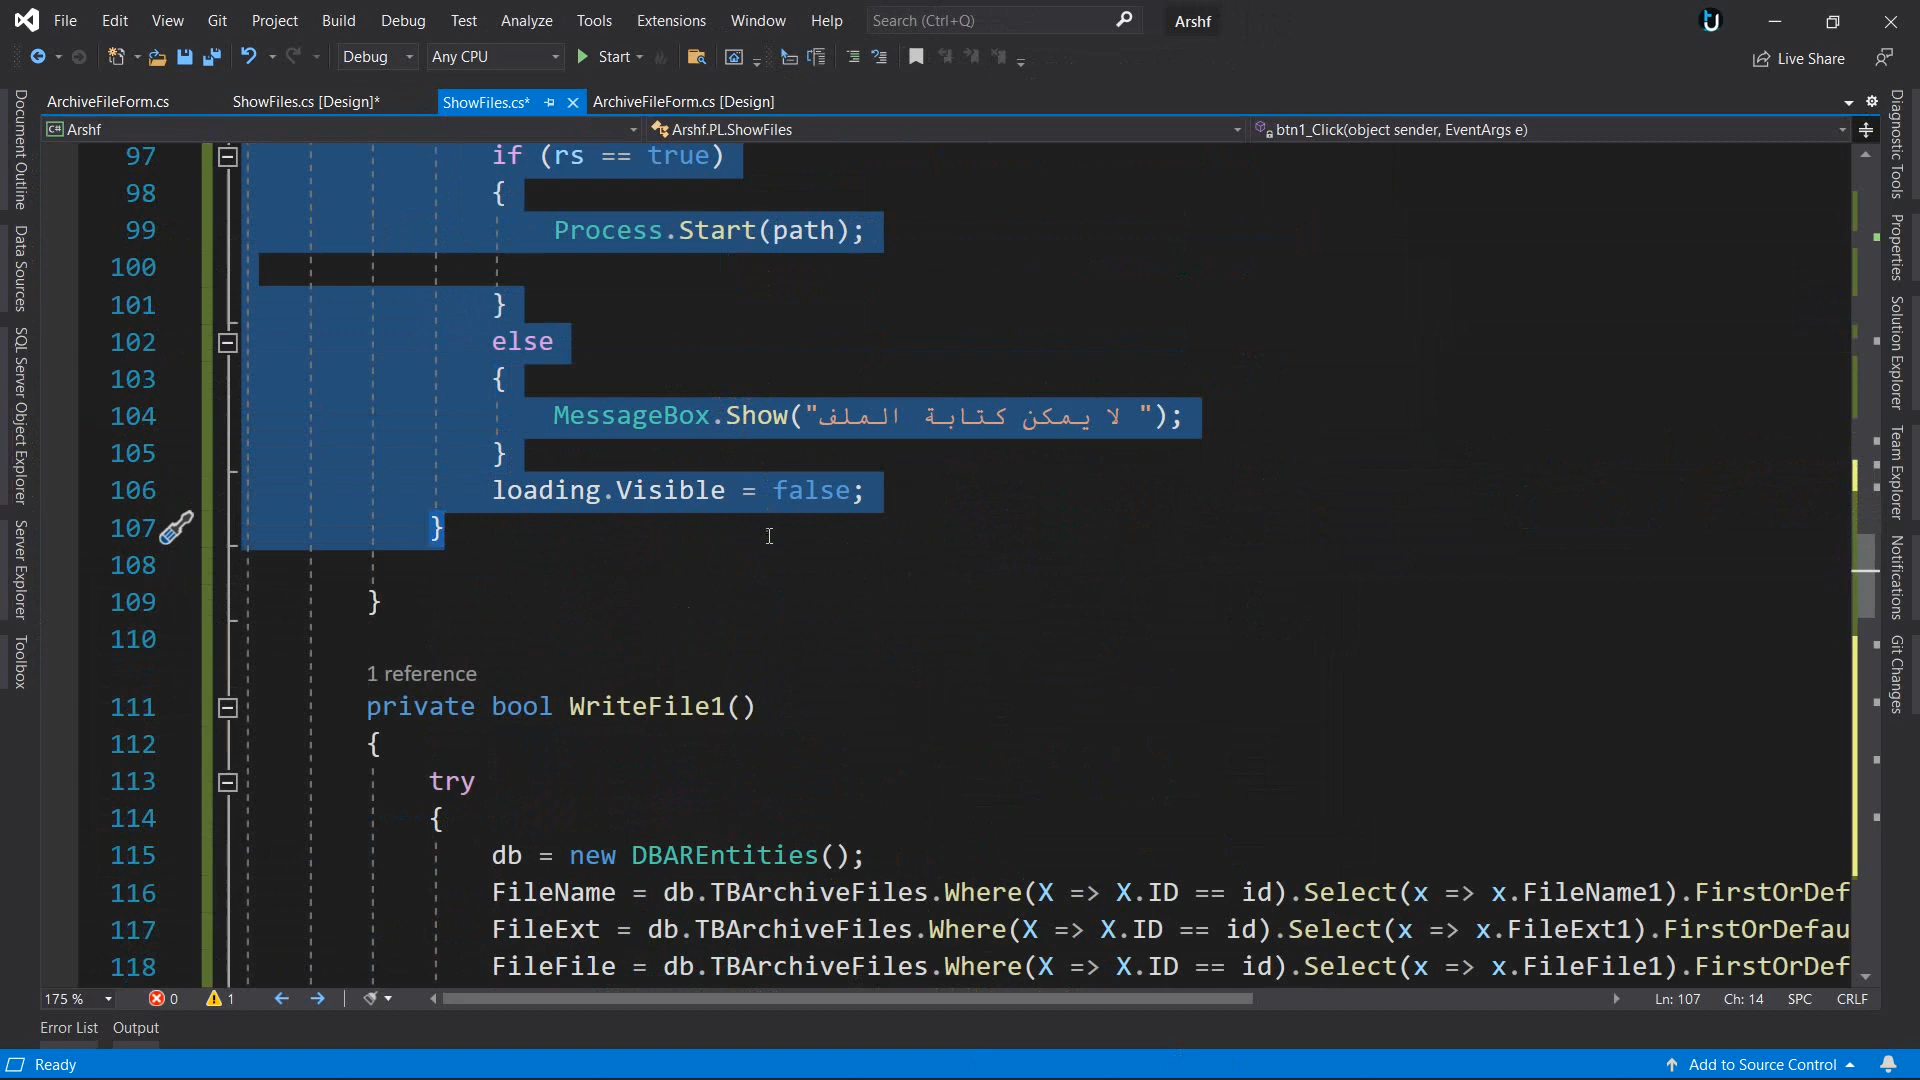 File Edit View Git Project Build Debug Test Analyze Tools Extensions Window Help Search (Ctrl+Q) Arshf
Debug Any CPU Start Live Share
ArchiveFileForm.cs ShowFiles.cs [Design]* ShowFiles.cs* ArchiveFileForm.cs [Design]
C# Arshf Arshf.PL.ShowFiles btn1_Click(object sender, EventArgs e)
97 if (rs == true)
98 {
99 Process.Start(path);
100
101 }
102 else
103 {
104 MessageBox.Show("لا يمكن كتابة الملف ");
105 }
106 loading.Visible = false;
107 }
108
109 }
110
1 reference
111 private bool WriteFile1()
112 {
113 try
114 {
115 db = new DBAREntities();
116 FileName = db.TBArchiveFiles.Where(X => X.ID == id).Select(x => x.FileName1).FirstOrDef
117 FileExt = db.TBArchiveFiles.Where(X => X.ID == id).Select(x => x.FileExt1).FirstOrDefau
118 FileFile = db.TBArchiveFiles.Where(X => X.ID == id).Select(x => x.FileFile1).FirstOrDef
175 % 0 1 Ln: 107 Ch: 14 SPC CRLF
Error List Output
Ready Add to Source Control
Document Outline
Data Sources
SQL Server Object Explorer
Server Explorer
Toolbox
Diagnostic Tools
Properties
Solution Explorer
Team Explorer
Notifications
Git Changes